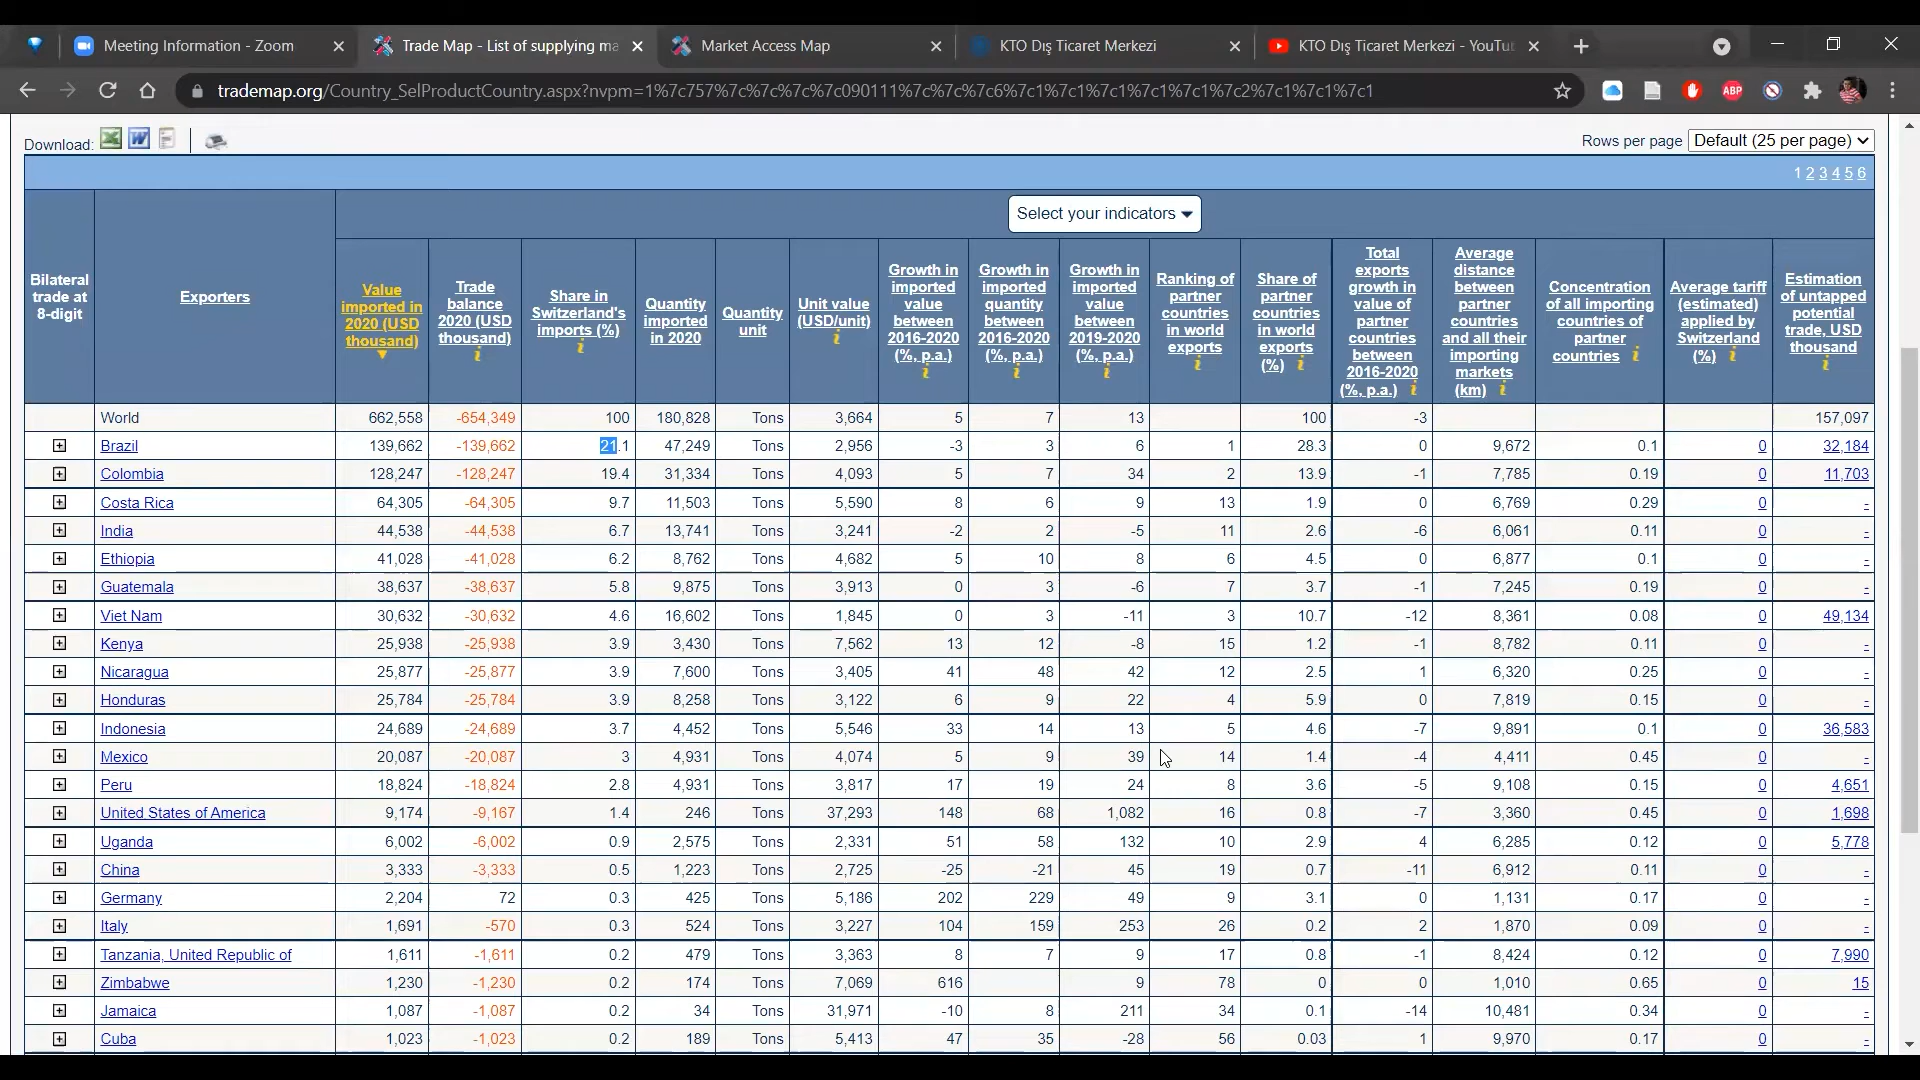 Meeting Information - Zoom
Trade Map - List of supplying ma
Market Access Map
KTO Dış Ticaret Merkezi
KTO Dış Ticaret Merkezi - YouTu
trademap.org/Country_SelProductCountry.aspx?nvpm=1%7c757%7c%7c%7c%7c090111%7c%7c%7c6%7c1%7c1%7c1%7c1%7c1%7c2%7c1%7c1%7c1
ABP
Download:
Rows per page Default (25 per page)
1 2 3 4 5 6
Select your indicators
Bilateral trade at 8-digit
Exporters
Value imported in 2020 (USD thousand)
Trade balance 2020 (USD thousand)
Share in Switzerland's imports (%)
Quantity imported in 2020
Quantity unit
Unit value (USD/unit)
Growth in imported value between 2016-2020 (%, p.a.)
Growth in imported quantity between 2016-2020 (%, p.a.)
Growth in imported value between 2019-2020 (%, p.a.)
Ranking of partner countries in world exports
Share of partner countries in world exports (%)
Total exports growth in value of partner countries between 2016-2020 (%, p.a.)
Average distance between partner countries and all their importing markets (km)
Concentration of all importing countries of partner countries
Average tariff (estimated) applied by Switzerland (%)
Estimation of untapped potential trade, USD thousand
World 662,558 -654,349 100 180,828 Tons 3,664 5 7 13 100 -3 157,097
Brazil 139,662 -139,662 21.1 47,249 Tons 2,956 -3 3 6 1 28.3 0 9,672 0.1 0 32,184
Colombia 128,247 -128,247 19.4 31,334 Tons 4,093 5 7 34 2 13.9 -1 7,785 0.19 0 11,703
Costa Rica 64,305 -64,305 9.7 11,503 Tons 5,590 8 6 9 13 1.9 0 6,769 0.29 0 -
India 44,538 -44,538 6.7 13,741 Tons 3,241 -2 2 -5 11 2.6 -6 6,061 0.11 0 -
Ethiopia 41,028 -41,028 6.2 8,762 Tons 4,682 5 10 8 6 4.5 0 6,877 0.1 0 -
Guatemala 38,637 -38,637 5.8 9,875 Tons 3,913 0 3 -6 7 3.7 -1 7,245 0.19 0 -
Viet Nam 30,632 -30,632 4.6 16,602 Tons 1,845 0 3 -11 3 10.7 -12 8,361 0.08 0 49,134
Kenya 25,938 -25,938 3.9 3,430 Tons 7,562 13 12 -8 15 1.2 -1 8,782 0.11 0 -
Nicaragua 25,877 -25,877 3.9 7,600 Tons 3,405 41 48 42 12 2.5 1 6,320 0.25 0 -
Honduras 25,784 -25,784 3.9 8,258 Tons 3,122 6 9 22 4 5.9 0 7,819 0.15 0 -
Indonesia 24,689 -24,689 3.7 4,452 Tons 5,546 33 14 13 5 4.6 -7 9,891 0.1 0 36,583
Mexico 20,087 -20,087 3 4,931 Tons 4,074 5 9 39 14 1.4 -4 4,411 0.45 0 -
Peru 18,824 -18,824 2.8 4,931 Tons 3,817 17 19 24 8 3.6 -5 9,108 0.15 0 4,651
United States of America 9,174 -9,167 1.4 246 Tons 37,293 148 68 1,082 16 0.8 -7 3,360 0.45 0 1,698
Uganda 6,002 -6,002 0.9 2,575 Tons 2,331 51 58 132 10 2.9 4 6,285 0.12 0 5,778
China 3,333 -3,333 0.5 1,223 Tons 2,725 -25 -21 45 19 0.7 -11 6,912 0.11 0 -
Germany 2,204 72 0.3 425 Tons 5,186 202 229 49 9 3.1 0 1,131 0.17 0 -
Italy 1,691 -570 0.3 524 Tons 3,227 104 159 253 26 0.2 2 1,870 0.09 0 -
Tanzania, United Republic of 1,611 -1,611 0.2 479 Tons 3,363 8 7 9 17 0.8 -1 8,424 0.12 0 7,990
Zimbabwe 1,230 -1,230 0.2 174 Tons 7,069 616 9 78 0 0 1,010 0.65 0 15
Jamaica 1,087 -1,087 0.2 34 Tons 31,971 -10 8 211 34 0.1 -14 10,481 0.34 0 -
Cuba 1,023 -1,023 0.2 189 Tons 5,413 47 35 -28 56 0.03 1 9,970 0.17 0 -